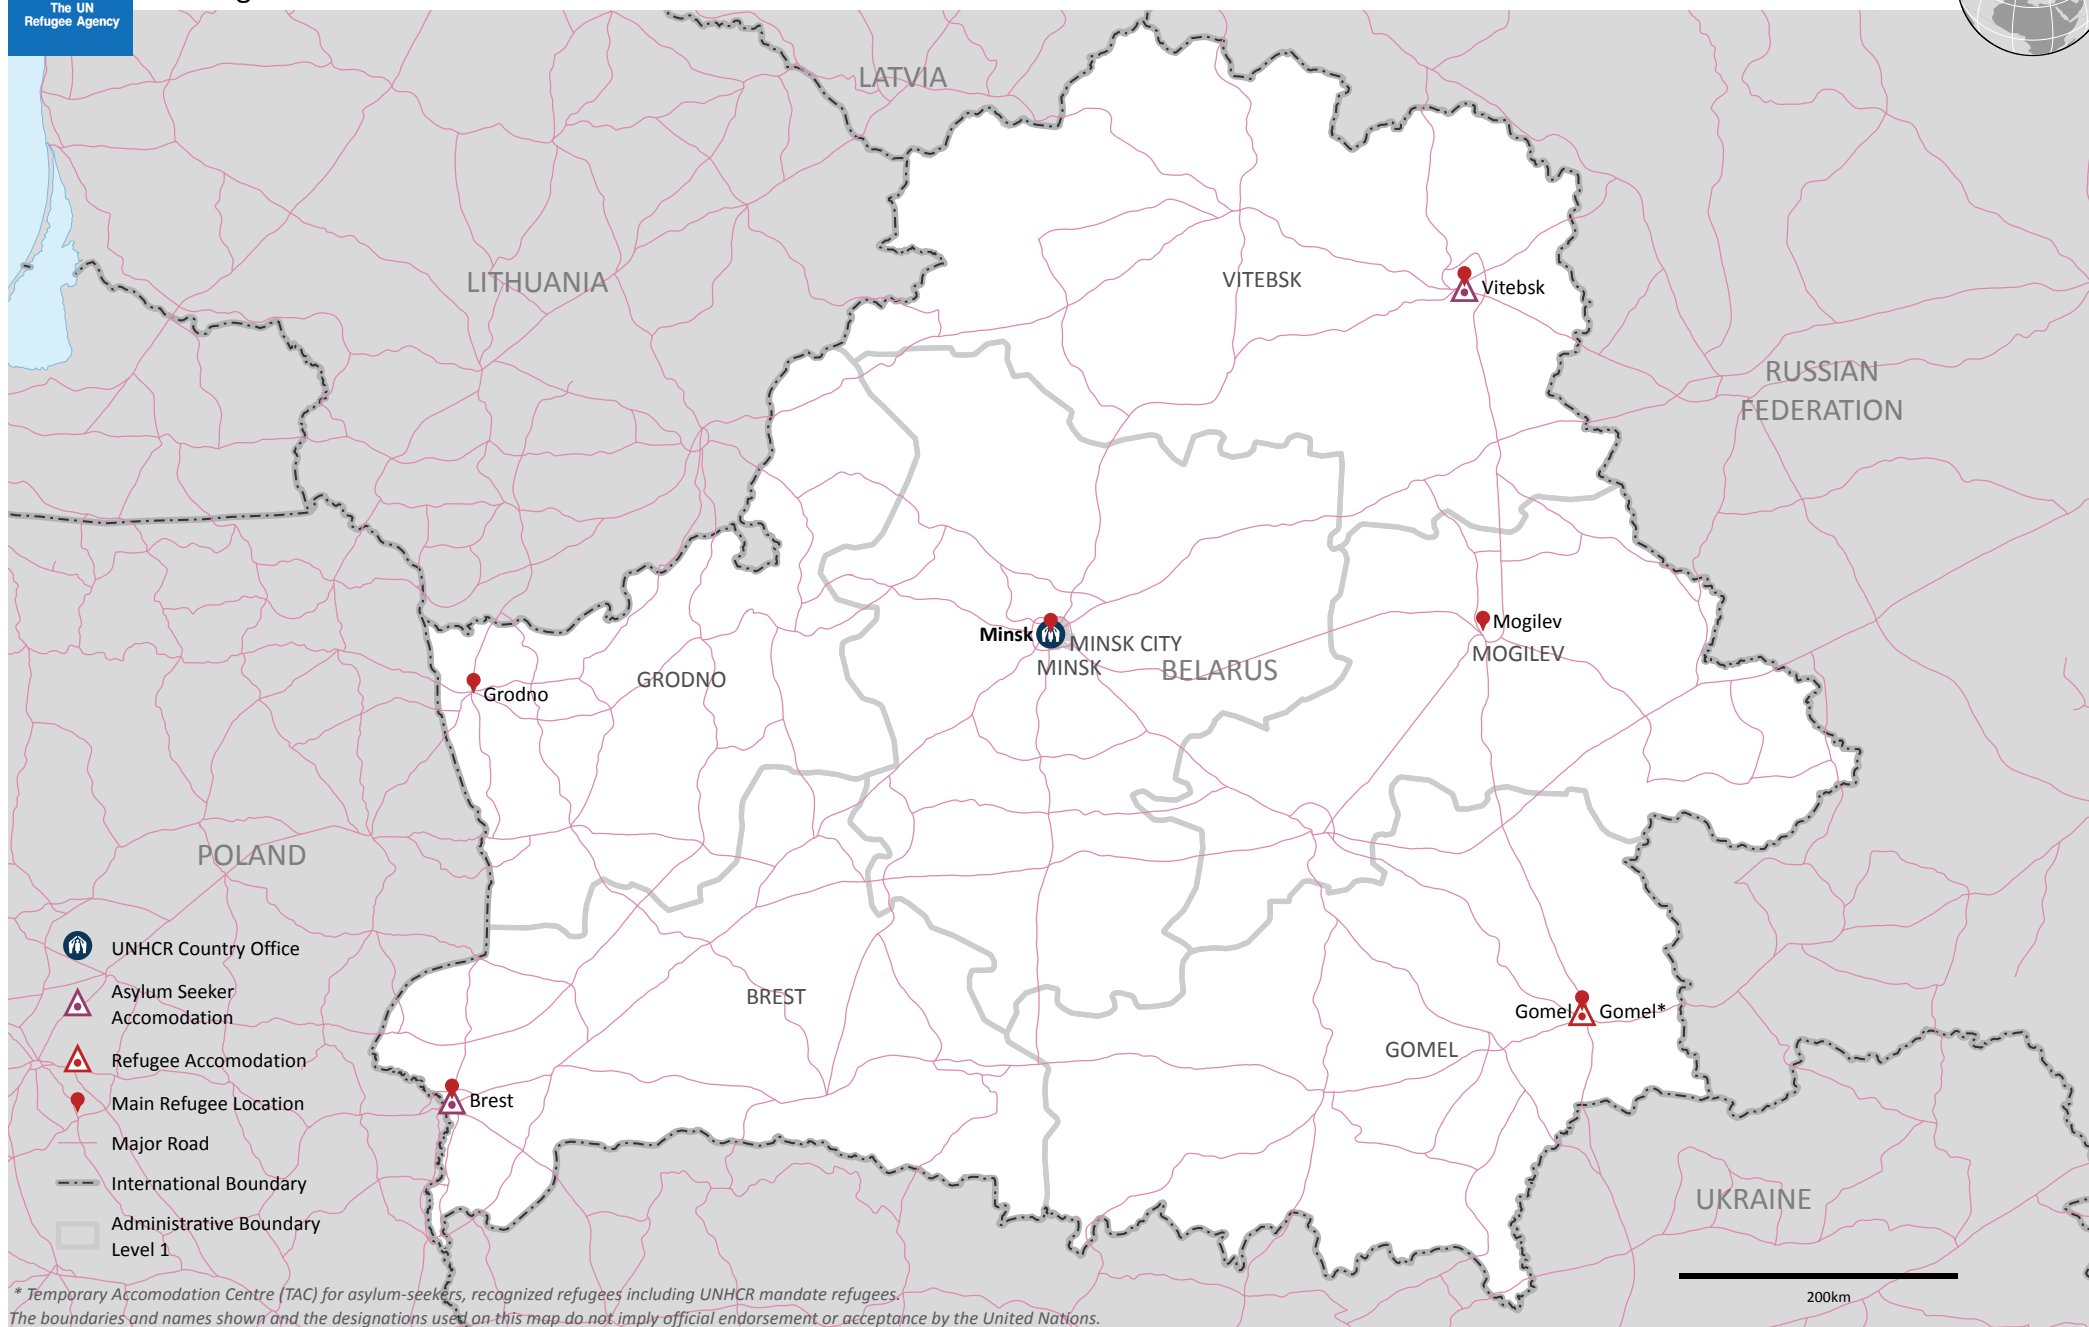 The UN
Refugee Agency
LATVIA
LITHUANIA
VITEBSK
Vitebsk
RUSSIAN
FEDERATION
Minsk
MINSK CITY
MINSK
BELARUS
Mogilev
MOGILEV
Grodno
GRODNO
POLAND
BREST
Gomel
Gomel*
GOMEL
Brest
UKRAINE
UNHCR Country Office
Asylum Seeker
Accomodation
Refugee Accomodation
Main Refugee Location
Major Road
International Boundary
Administrative Boundary
Level 1
200km
* Temporary Accomodation Centre (TAC) for asylum-seekers, recognized refugees including UNHCR mandate refugees.
The boundaries and names shown and the designations used on this map do not imply official endorsement or acceptance by the United Nations.